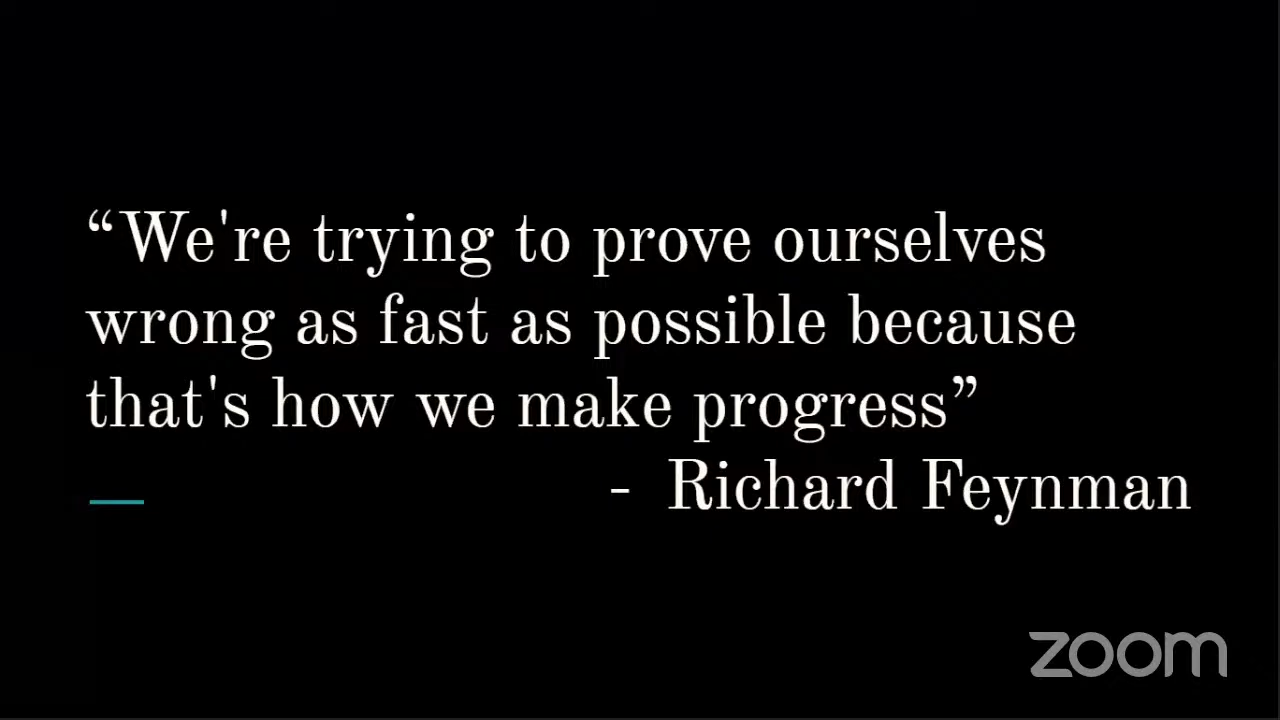 “We're trying to prove ourselves
wrong as fast as possible because
that's how we make progress”
- Richard Feynman
zoom